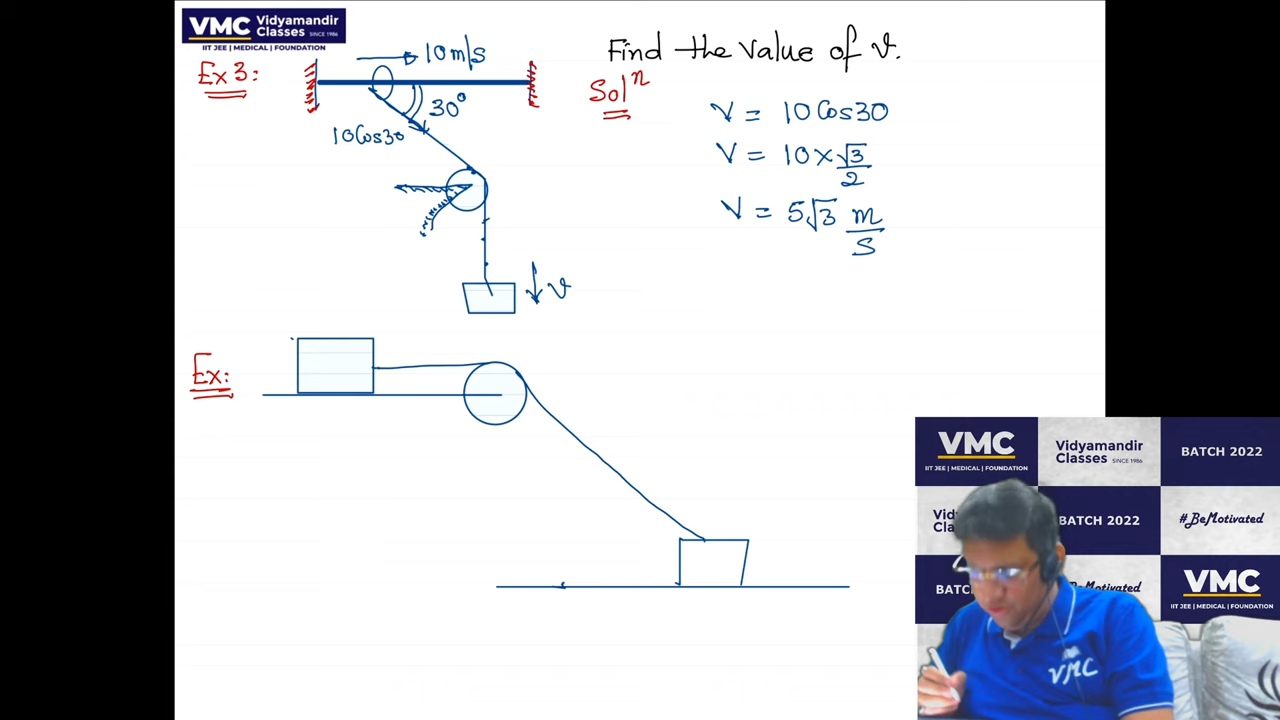 VMC Vidyamandir Classes SINCE 1986
IIT JEE | MEDICAL | FOUNDATION
Find the value of v.
Ex 3:
10 m/s
30°
10Cos30
v
Solⁿ
V = 10 Cos30
V = 10 × √3/2
V = 5√3 m/s
Ex:
VMC
IIT JEE | MEDICAL | FOUNDATION
Vidyamandir
Classes SINCE 1986
BATCH 2022
BATCH 2022
#BeMotivated
VMC
IIT JEE | MEDICAL | FOUNDATION
VMC